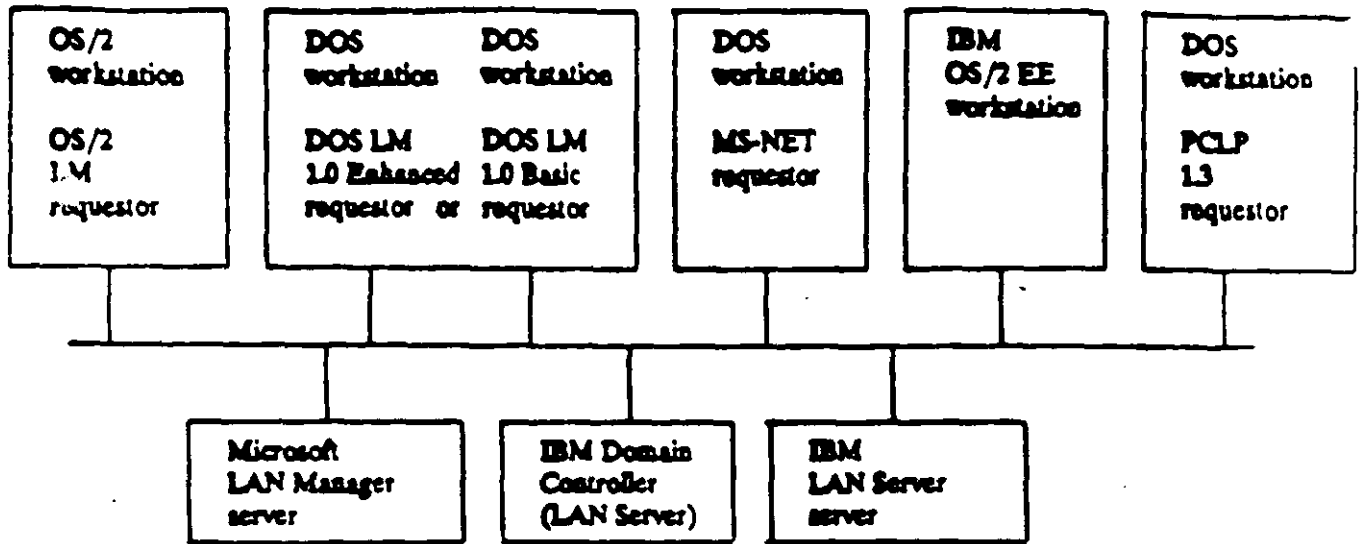 OS/2
workstation
OS/2
LM
requestor
DOS
workstation
DOS LM
1.0 Enhanced
requestor or
DOS
workstation
DOS LM
1.0 Basic
requestor
DOS
workstation
MS-NET
requestor
IBM
OS/2 EE
workstation
DOS
workstation
PCLP
1.3
requestor
Microsoft
LAN Manager
server
IBM Domain
Controller
(LAN Server)
IBM
LAN Server
server